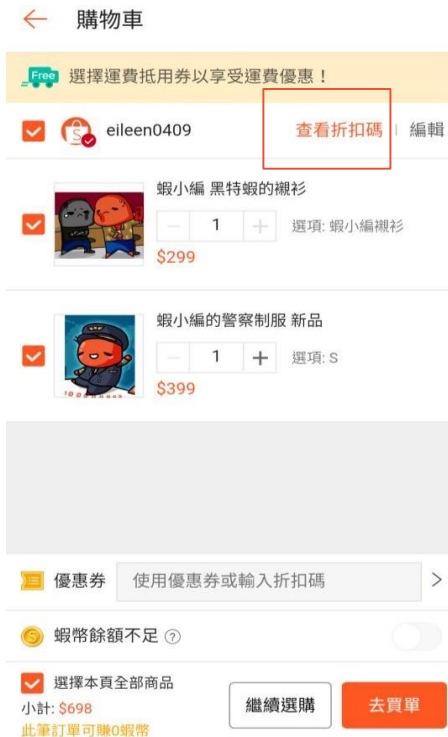 購物車
Free 選擇運費抵用券以享受運費優惠！
eileen0409 查看折扣碼 編輯
蝦小編 黑特蝦的襯衫
1 選項: 蝦小編襯衫
$299
蝦小編的警察制服 新品
1 選項: S
$399
優惠券 使用優惠券或輸入折扣碼
蝦幣餘額不足
選擇本頁全部商品
小計: $698
此筆訂單可賺0蝦幣
繼續選購 去買單